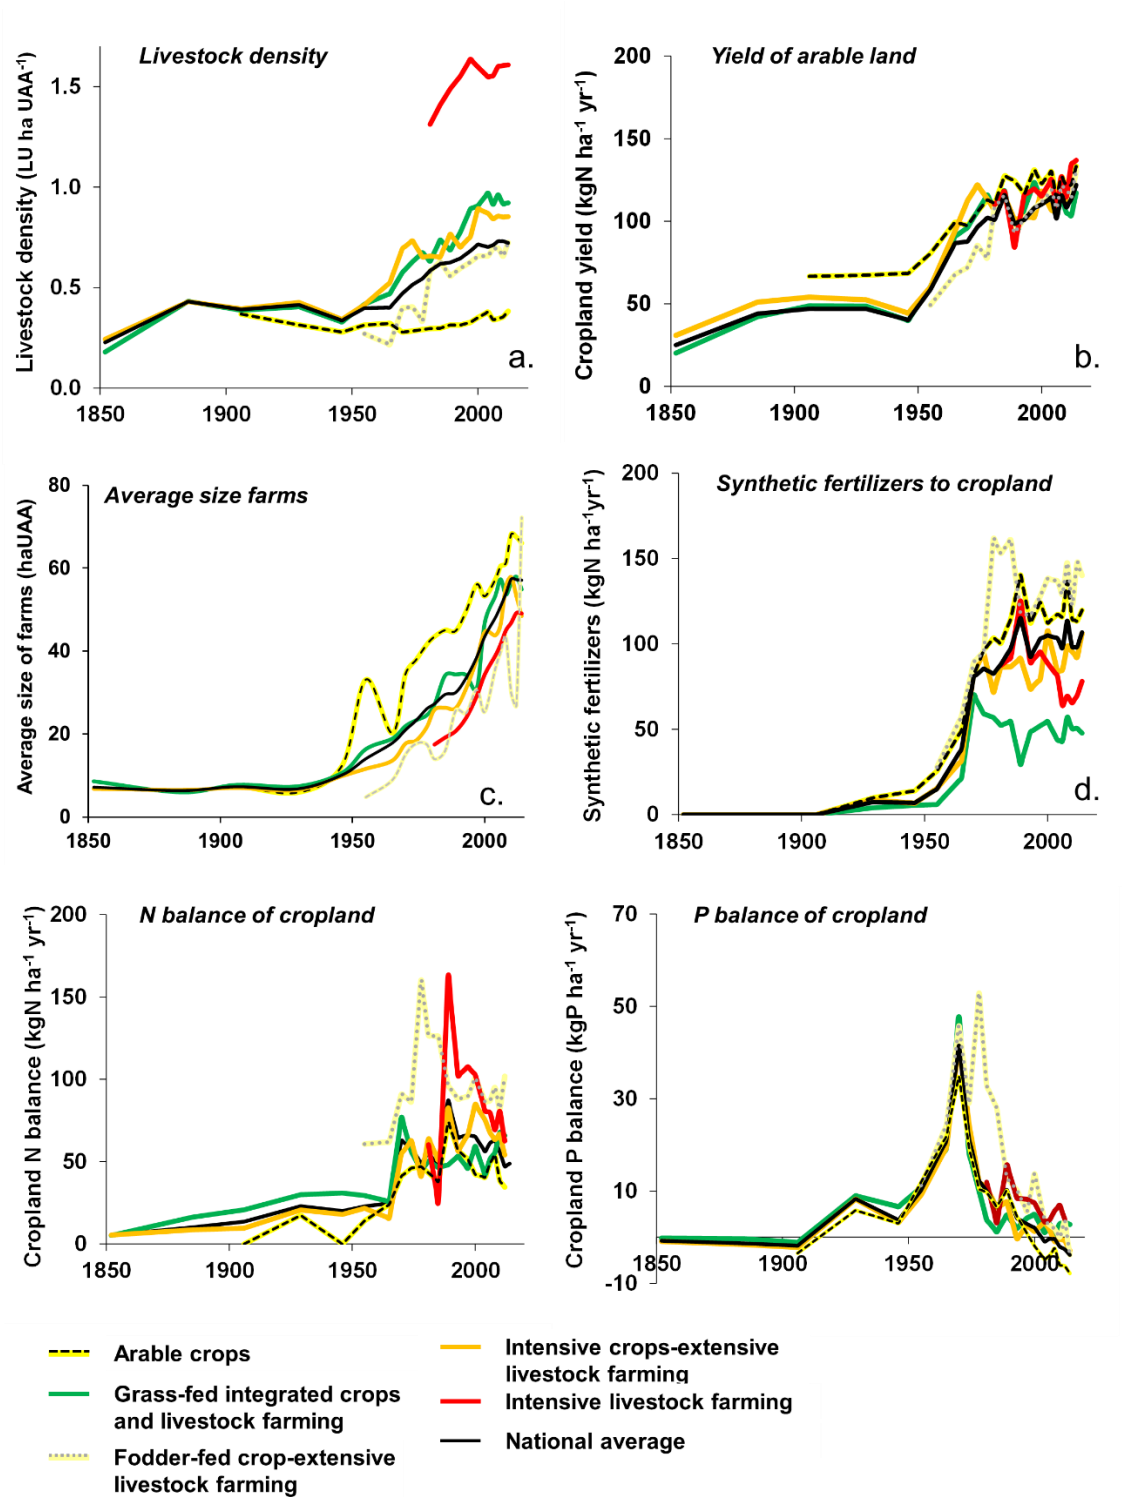 Livestock density
Livestock density (LU ha UAA-1)
1.5
1.0
0.5
0.0
1850 1900 1950 2000
a.
Yield of arable land
Cropland yield (kgN ha-1 yr-1)
200
150
100
50
0
1850 1900 1950 2000
b.
Average size farms
Average size of farms (haUAA)
80
60
40
20
0
1850 1900 1950 2000
c.
Synthetic fertilizers to cropland
Synthetic fertilizers (kgN ha-1yr-1)
200
150
100
50
0
1850 1900 1950 2000
d.
N balance of cropland
Cropland N balance (kgN ha-1 yr-1)
200
150
100
50
0
1850 1900 1950 2000
P balance of cropland
Cropland P balance (kgP ha-1 yr-1)
70
50
30
10
-10
1850 1900 1950 2000
Arable crops
Grass-fed integrated crops
and livestock farming
Fodder-fed crop-extensive
livestock farming
Intensive crops-extensive
livestock farming
Intensive livestock farming
National average